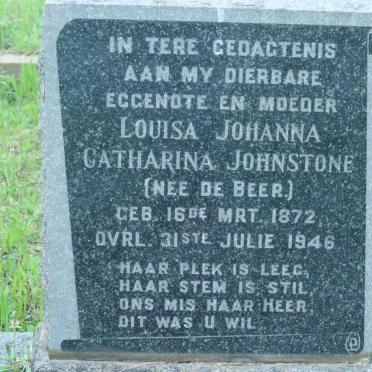 IN TERE GEDAGTENIS
AAN MY DIERBARE
EGGENOTE EN MOEDER
LOUISA JOHANNA
CATHARINA JOHNSTONE
(NEE DE BEER.)
GEB. 16DE MRT. 1872,
OVRL. 31STE JULIE 1946
HAAR PLEK IS LEEG,
HAAR STEM IS STIL,
ONS MIS HAAR HEER,
DIT WAS U WIL